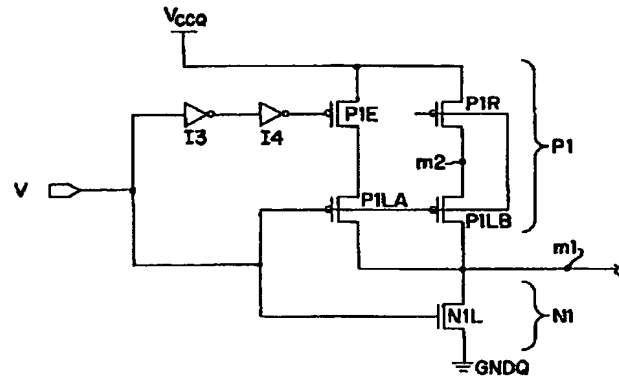 VCCQ
P1E
P1R
I3
I4
P1
m2
V
P1LA
P1LB
m1
N1L
N1
GNDQ